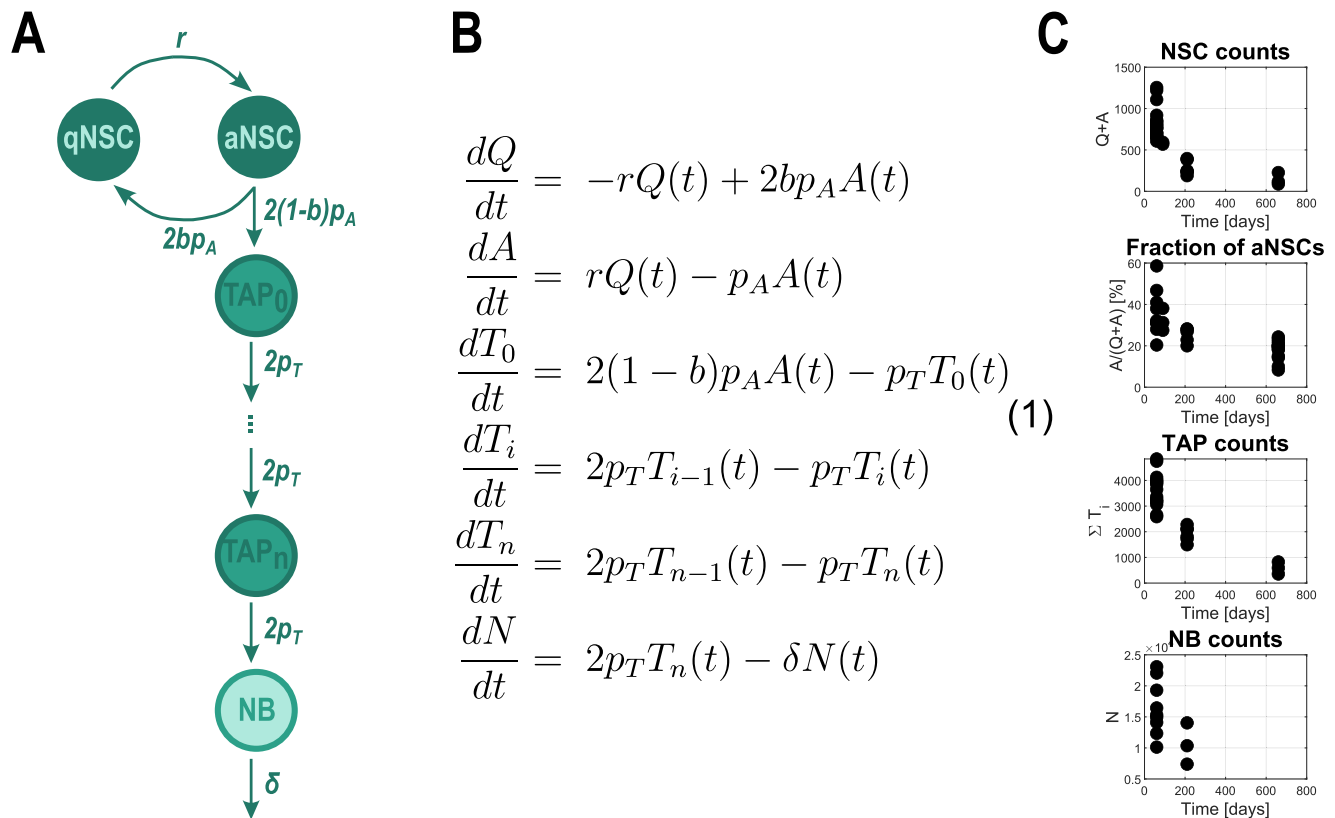 A
r
qNSC
aNSC
2(1-b)p_A
2bp_A
TAP_0
2p_T
⋮
2p_T
TAP_n
2p_T
NB
δ
B
dQ/dt = -rQ(t) + 2bp_A A(t)
dA/dt = rQ(t) - p_A A(t)
dT_0/dt = 2(1 - b)p_A A(t) - p_T T_0(t)
(1)
dT_i/dt = 2p_T T_{i-1}(t) - p_T T_i(t)
dT_n/dt = 2p_T T_{n-1}(t) - p_T T_n(t)
dN/dt = 2p_T T_n(t) - δN(t)
C
NSC counts
1500
1000
500
0
Q+A
0 200 400 600 800
Time [days]
Fraction of aNSCs
60
40
20
0
A/(Q+A) [%]
0 200 400 600 800
Time [days]
TAP counts
4000
3000
2000
1000
0
Σ T_i
0 200 400 600 800
Time [days]
NB counts
×10
2.5
2
1.5
1
0.5
N
0 200 400 600 800
Time [days]